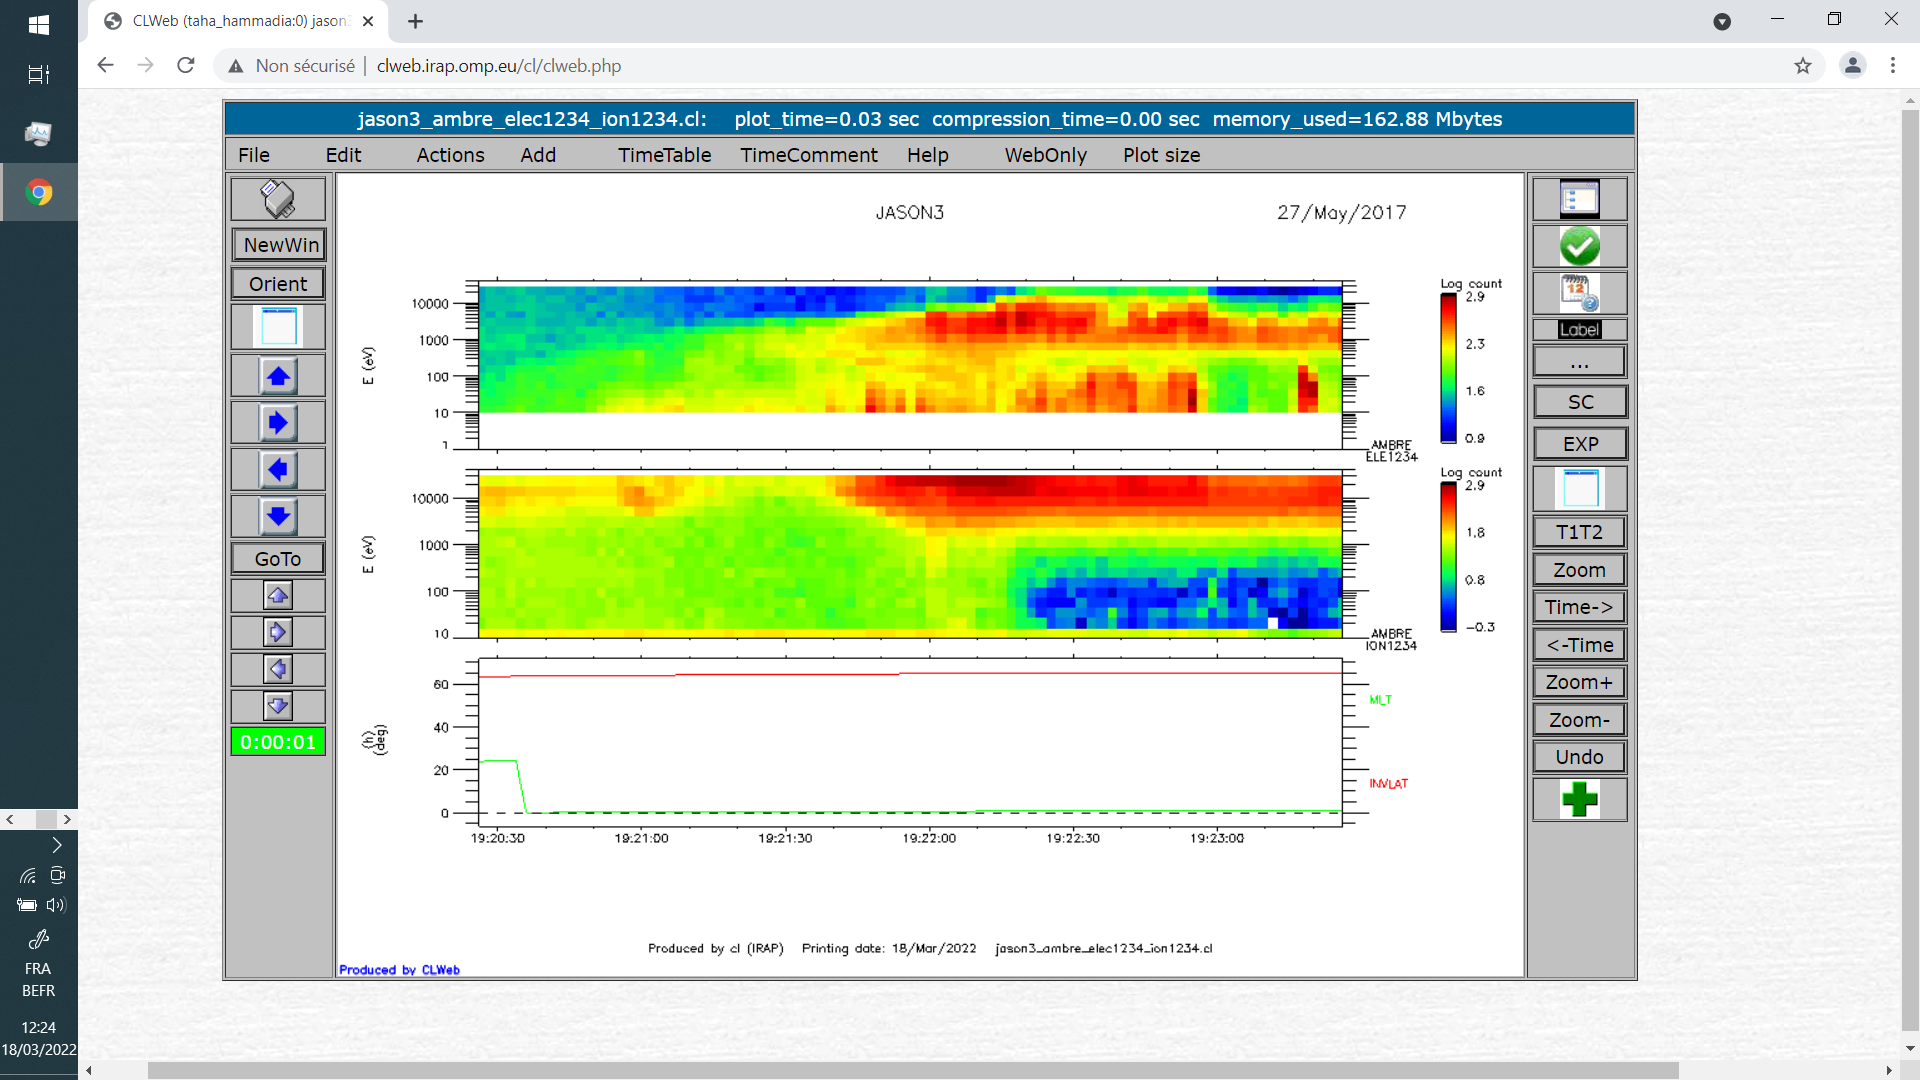 CLWeb (taha_hammadia:0) jason3
Non sécurisé | clweb.irap.omp.eu/cl/clweb.php
jason3_ambre_elec1234_ion1234.cl: plot_time=0.03 sec compression_time=0.00 sec memory_used=162.88 Mbytes
File Edit Actions Add TimeTable TimeComment Help WebOnly Plot size
NewWin
Orient
GoTo
0:00:01
JASON3 27/May/2017
Log count
2.9
2.3
1.6
0.9
E (eV)
10000
1000
100
10
1
AMBRE
ELE1234
Log count
2.9
1.8
0.8
-0.3
E (eV)
10000
1000
100
10
AMBRE
ION1234
60
40
20
0
(h)
(deg)
MLT
INVLAT
19:20:30 19:21:00 19:21:30 19:22:00 19:22:30 19:23:00
Produced by cl (IRAP) Printing date: 18/Mar/2022 jason3_ambre_elec1234_ion1234.cl
Produced by CLWeb
12
Label
...
SC
EXP
T1T2
Zoom
Time->
<-Time
Zoom+
Zoom-
Undo
FRA
BEFR
12:24
18/03/2022